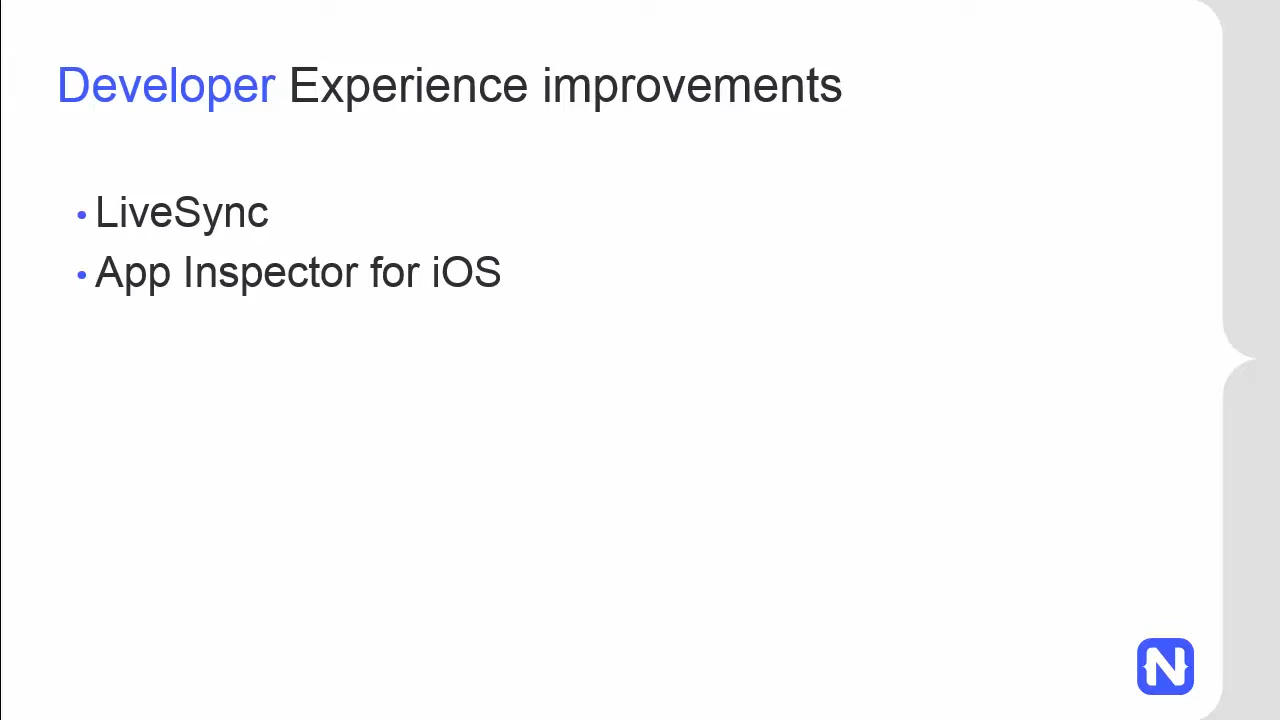 Developer Experience improvements
• LiveSync
• App Inspector for iOS
N